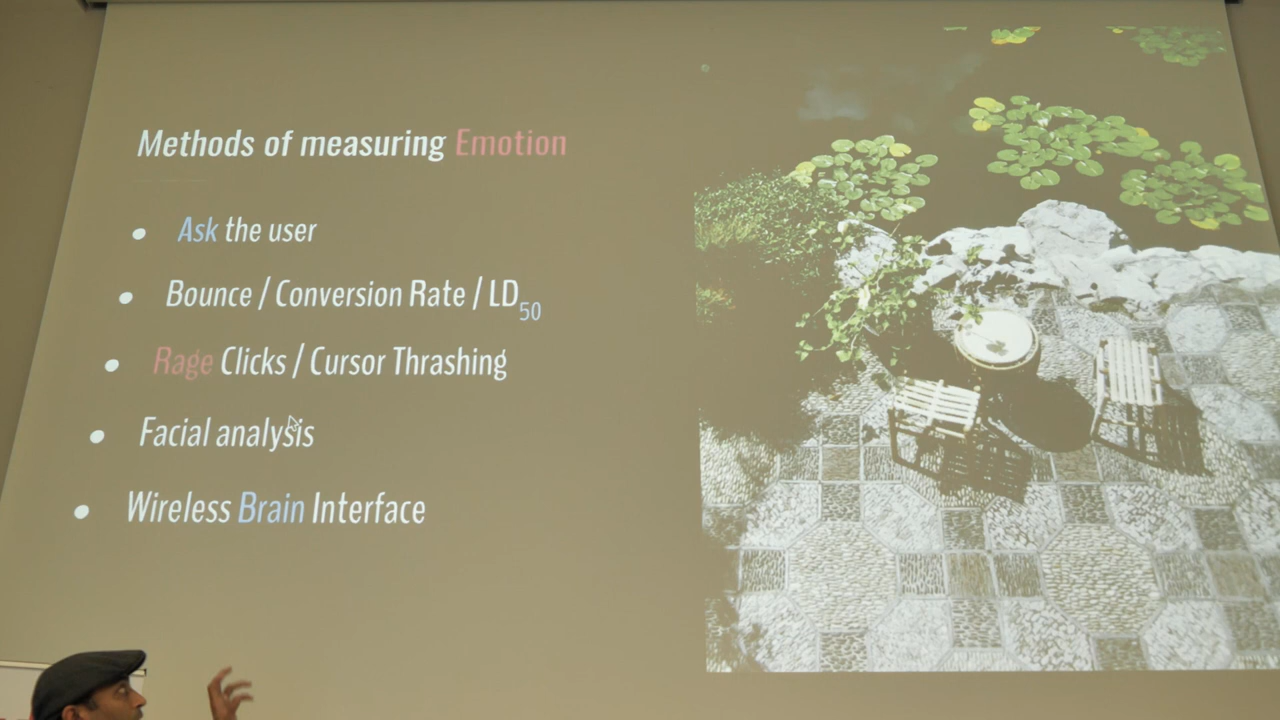 Methods of measuring Emotion
• Ask the user
• Bounce / Conversion Rate / LD50
• Rage Clicks / Cursor Thrashing
• Facial analysis
• Wireless Brain Interface